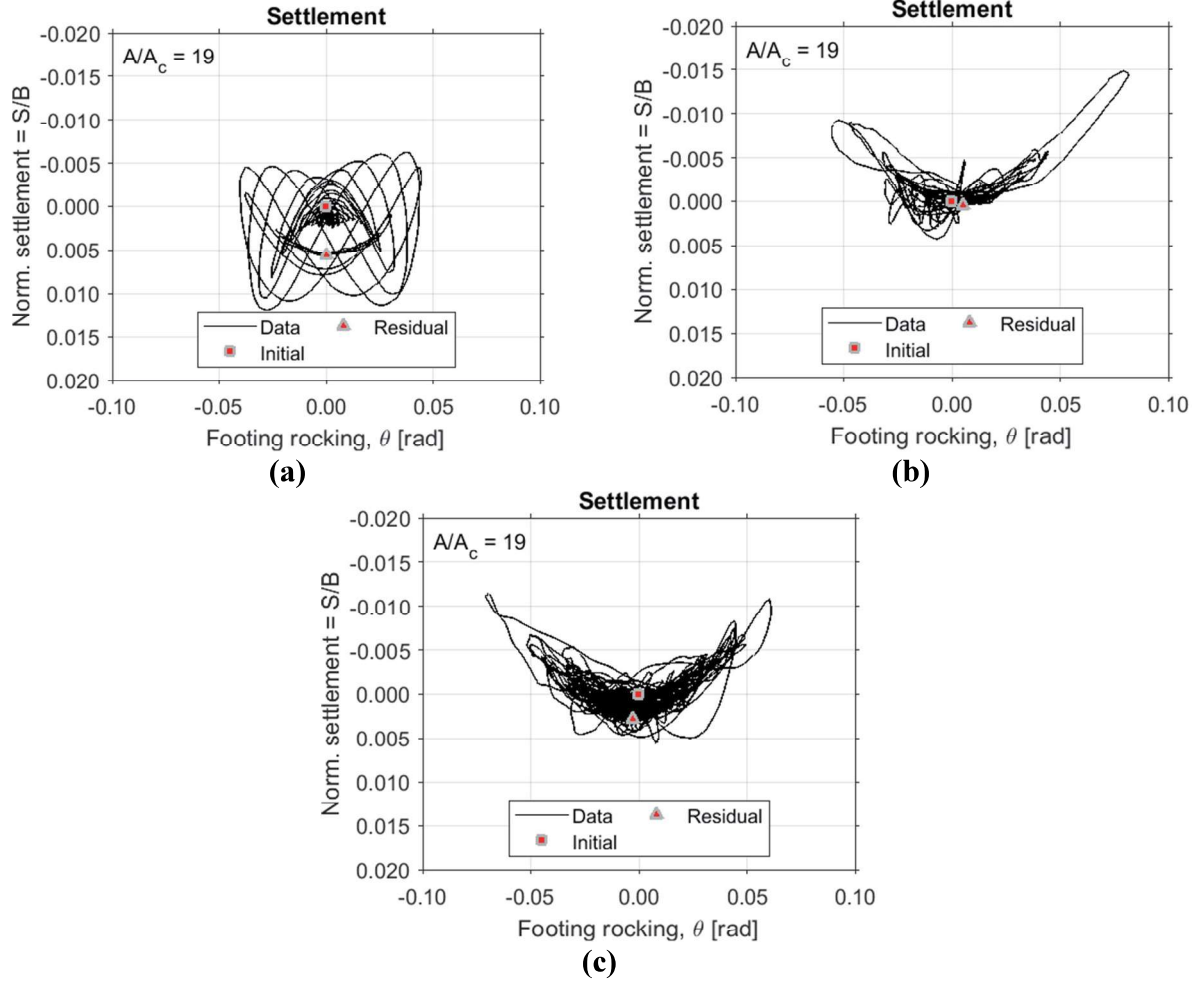 Settlement
A/Ac = 19
Norm. settlement = S/B
-0.020
-0.015
-0.010
-0.005
0.000
0.005
0.010
0.015
0.020
Data
Residual
Initial
-0.10 -0.05 0.00 0.05 0.10
Footing rocking, θ [rad]
(a)
Settlement
A/Ac = 19
Norm. settlement = S/B
-0.020
-0.015
-0.010
-0.005
0.000
0.005
0.010
0.015
0.020
Data
Residual
Initial
-0.10 -0.05 0.00 0.05 0.10
Footing rocking, θ [rad]
(b)
Settlement
A/Ac = 19
Norm. settlement = S/B
-0.020
-0.015
-0.010
-0.005
0.000
0.005
0.010
0.015
0.020
Data
Residual
Initial
-0.10 -0.05 0.00 0.05 0.10
Footing rocking, θ [rad]
(c)